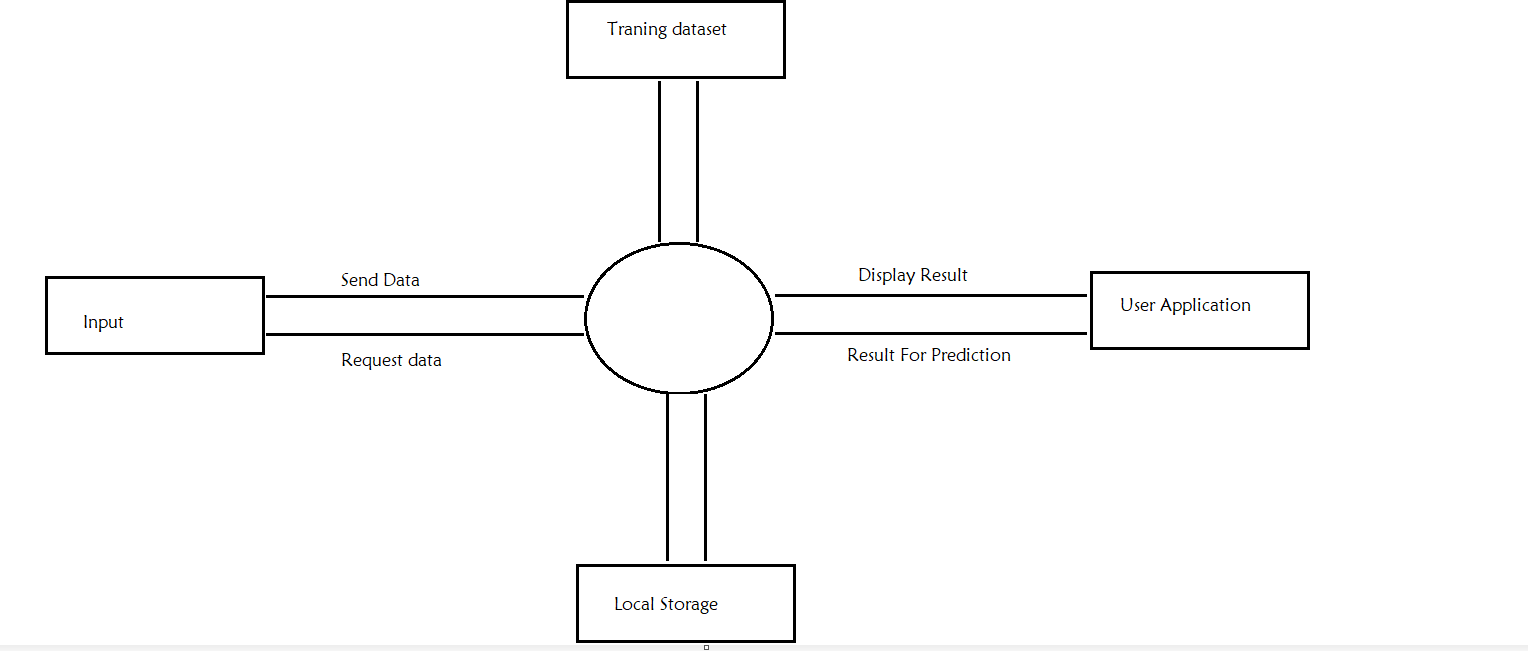 Traning dataset
Send Data
Display Result
Input
User Application
Request data
Result For Prediction
Local Storage